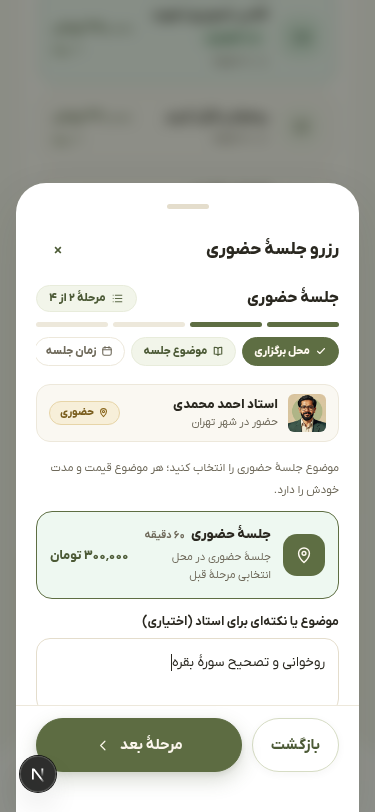 رزرو جلسهٔ حضوری
×
جلسهٔ حضوری
مرحلهٔ ۲ از ۴
محل برگزاری
موضوع جلسه
زمان جلسه
استاد احمد محمدی
حضور در شهر تهران
حضوری
موضوع جلسهٔ حضوری را انتخاب کنید؛ هر موضوع قیمت و مدت
خودش را دارد.
جلسهٔ حضوری ۶۰ دقیقه
جلسهٔ حضوری در محل
انتخابی مرحلهٔ قبل
۳۰۰٬۰۰۰ تومان
موضوع یا نکته‌ای برای استاد (اختیاری)
روخوانی و تصحیح سورهٔ بقره
بازگشت
مرحلهٔ بعد
N